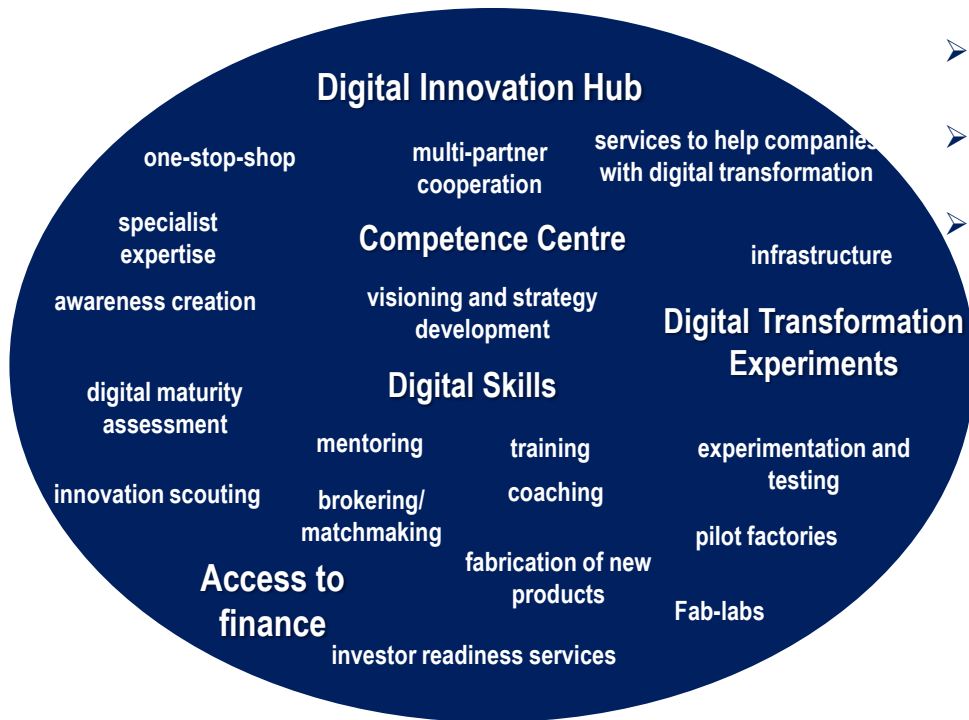 Digital Innovation Hub
one-stop-shop
multi-partner
cooperation
services to help companies
with digital transformation
specialist
expertise
Competence Centre
infrastructure
awareness creation
visioning and strategy
development
Digital Transformation
Experiments
digital maturity
assessment
Digital Skills
mentoring
training
experimentation and
testing
innovation scouting
brokering/
matchmaking
coaching
pilot factories
fabrication of new
products
Access to
finance
Fab-labs
investor readiness services